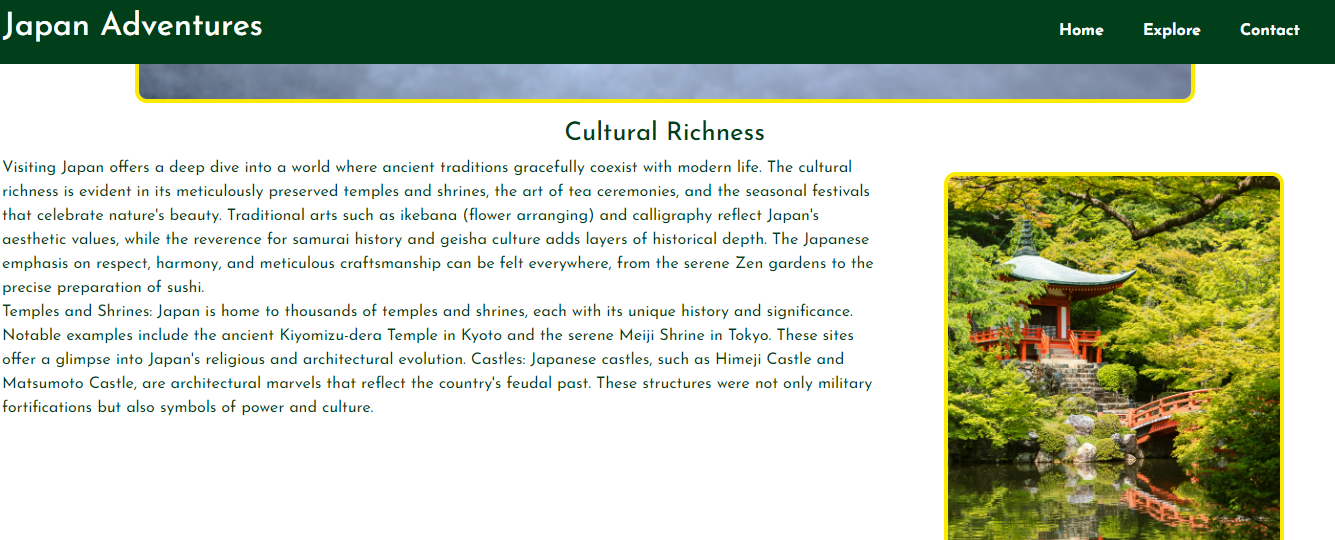 Japan Adventures
Home Explore Contact
Cultural Richness
Visiting Japan offers a deep dive into a world where ancient traditions gracefully coexist with modern life. The cultural
richness is evident in its meticulously preserved temples and shrines, the art of tea ceremonies, and the seasonal festivals
that celebrate nature's beauty. Traditional arts such as ikebana (flower arranging) and calligraphy reflect Japan's
aesthetic values, while the reverence for samurai history and geisha culture adds layers of historical depth. The Japanese
emphasis on respect, harmony, and meticulous craftsmanship can be felt everywhere, from the serene Zen gardens to the
precise preparation of sushi.
Temples and Shrines: Japan is home to thousands of temples and shrines, each with its unique history and significance.
Notable examples include the ancient Kiyomizu-dera Temple in Kyoto and the serene Meiji Shrine in Tokyo. These sites
offer a glimpse into Japan's religious and architectural evolution. Castles: Japanese castles, such as Himeji Castle and
Matsumoto Castle, are architectural marvels that reflect the country's feudal past. These structures were not only military
fortifications but also symbols of power and culture.